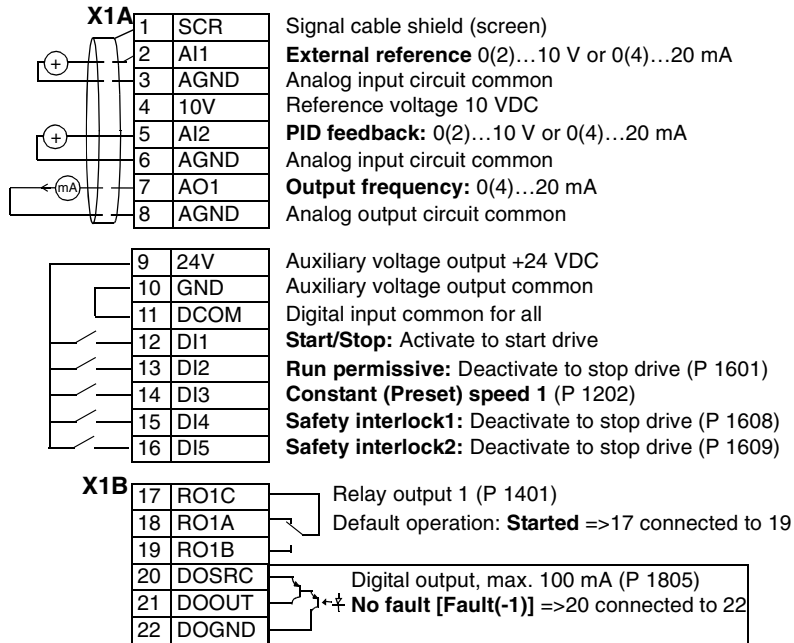 X1A
1 SCR Signal cable shield (screen)
2 AI1 External reference 0(2)…10 V or 0(4)…20 mA
3 AGND Analog input circuit common
4 10V Reference voltage 10 VDC
5 AI2 PID feedback: 0(2)…10 V or 0(4)…20 mA
6 AGND Analog input circuit common
mA 7 AO1 Output frequency: 0(4)…20 mA
8 AGND Analog output circuit common
9 24V Auxiliary voltage output +24 VDC
10 GND Auxiliary voltage output common
11 DCOM Digital input common for all
12 DI1 Start/Stop: Activate to start drive
13 DI2 Run permissive: Deactivate to stop drive (P 1601)
14 DI3 Constant (Preset) speed 1 (P 1202)
15 DI4 Safety interlock1: Deactivate to stop drive (P 1608)
16 DI5 Safety interlock2: Deactivate to stop drive (P 1609)
X1B
17 RO1C Relay output 1 (P 1401)
18 RO1A Default operation: Started =>17 connected to 19
19 RO1B
20 DOSRC Digital output, max. 100 mA (P 1805)
21 DOOUT No fault [Fault(-1)] =>20 connected to 22
22 DOGND